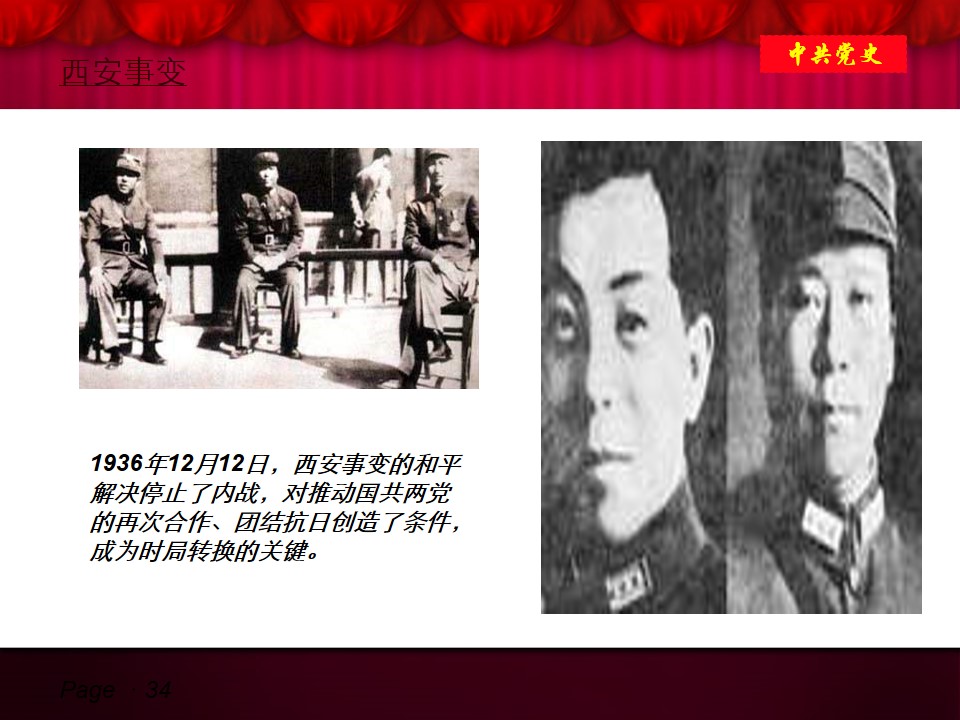 中共党史
西安事变
1936年12月12日，西安事变的和平
解决停止了内战，对推动国共两党
的再次合作、团结抗日创造了条件，
成为时局转换的关键。
Page 34